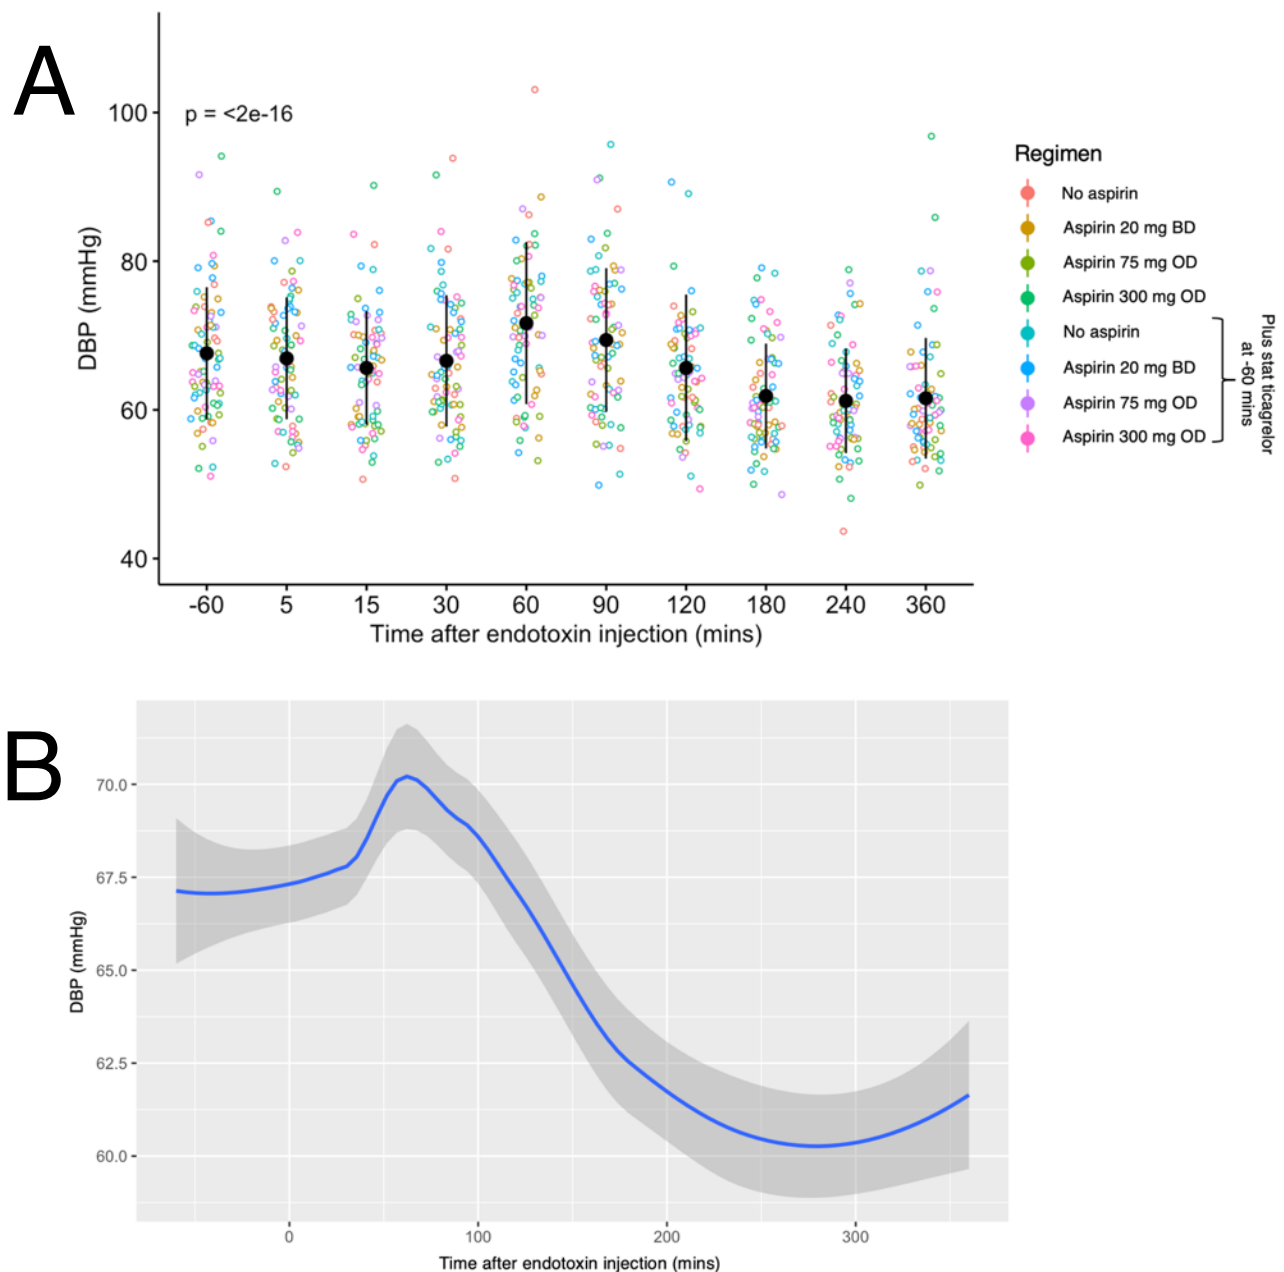 A
100
80
60
40
DBP (mmHg)
p = <2e-16
-60 5 15 30 60 90 120 180 240 360
Time after endotoxin injection (mins)
Regimen
No aspirin
Aspirin 20 mg BD
Aspirin 75 mg OD
Aspirin 300 mg OD
No aspirin
Aspirin 20 mg BD
Aspirin 75 mg OD
Aspirin 300 mg OD
Plus stat ticagrelor
at -60 mins
B
70.0
67.5
65.0
62.5
60.0
DBP (mmHg)
0 100 200 300
Time after endotoxin injection (mins)